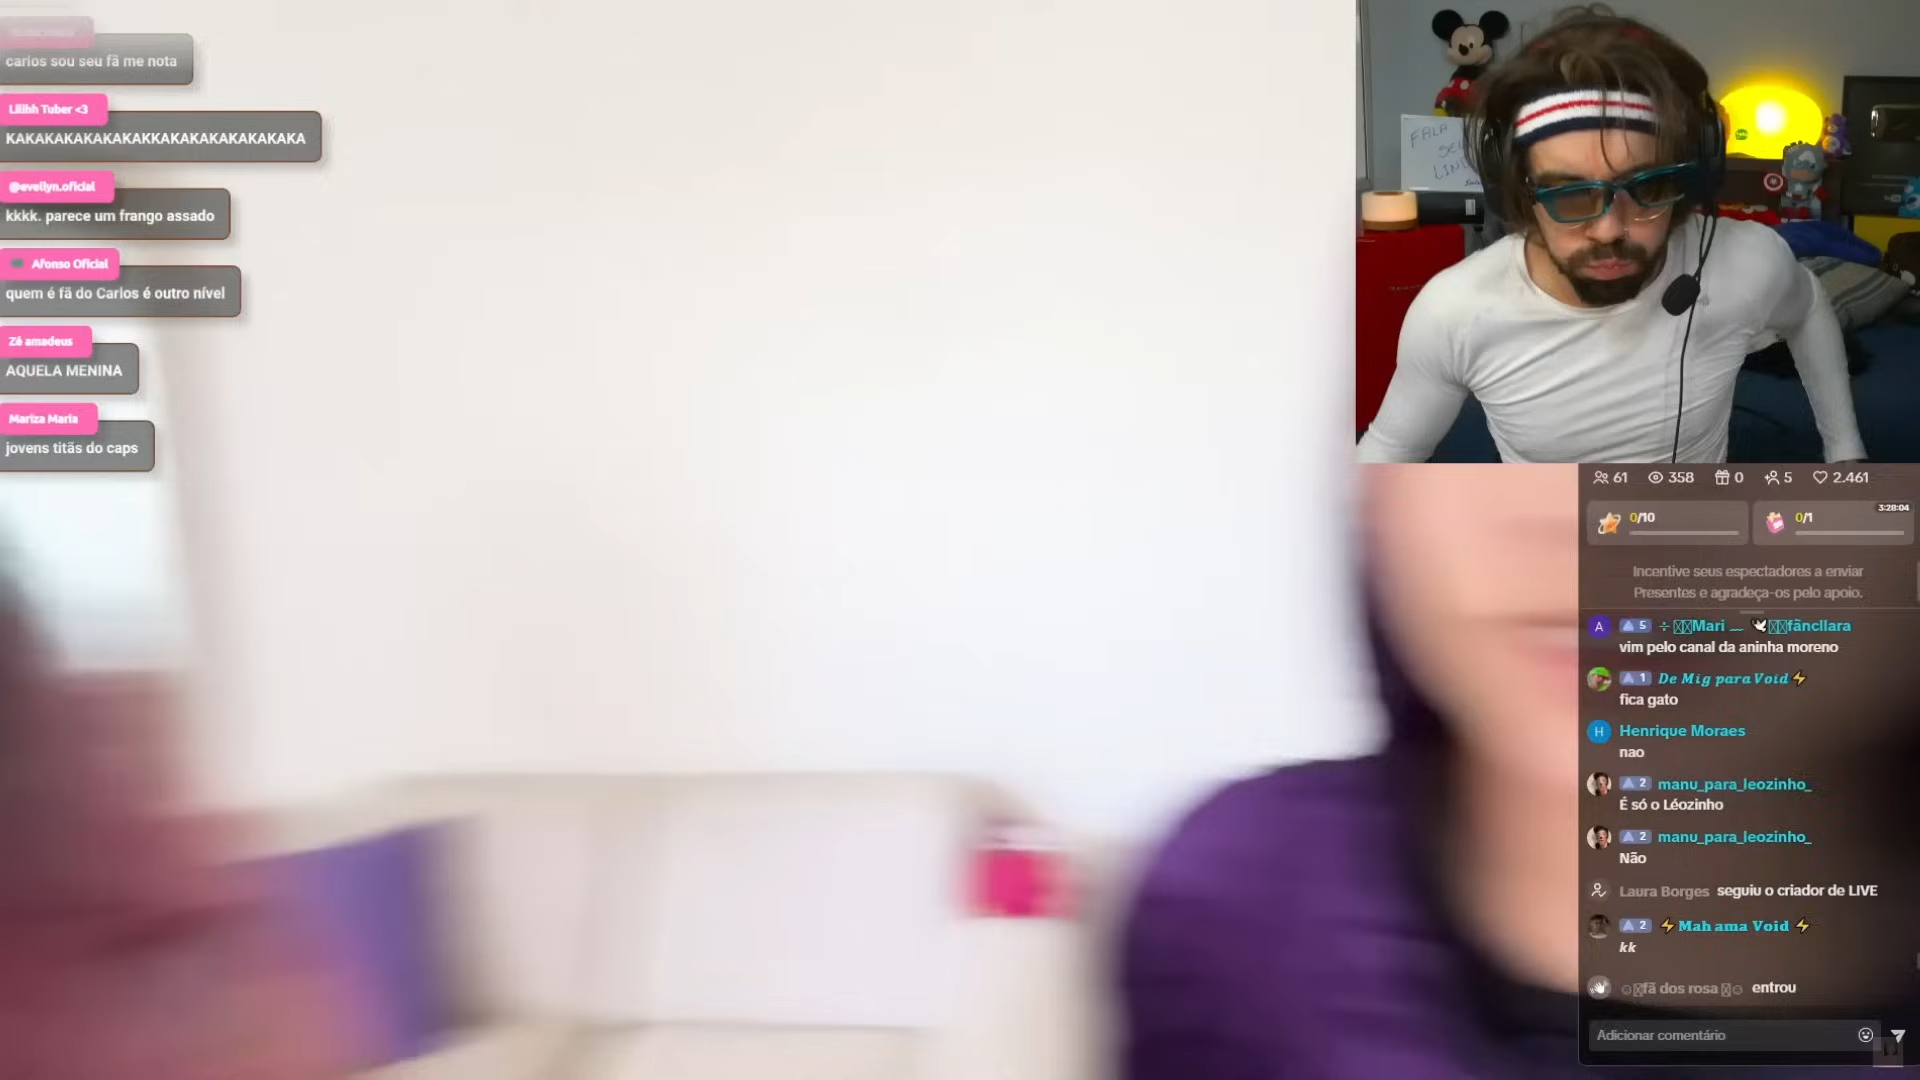 carlos sou seu fã me nota
Lilihh Tuber <3
KAKAKAKAKAKAKAKKAKAKAKAKAKAKAKA
@evellyn.oficial
kkkk. parece um frango assado
Afonso Oficial
quem é fã do Carlos é outro nível
Zé amadeus
AQUELA MENINA
Mariza Maria
jovens titãs do caps
FALA
SEU
61 358 0 5 2.461
3:28:04
0/10 0/1
Incentive seus espectadores a enviar
Presentes e agradeça-os pelo apoio.
A 5 Mari fãncllara
vim pelo canal da aninha moreno
1 De Mig para Void⚡
fica gato
H Henrique Moraes
nao
2 manu_para_leozinho_
É só o Léozinho
2 manu_para_leozinho_
Não
Laura Borges seguiu o criador de LIVE
2 ⚡Mah ama Void ⚡
kk
fã dos rosa entrou
Adicionar comentário